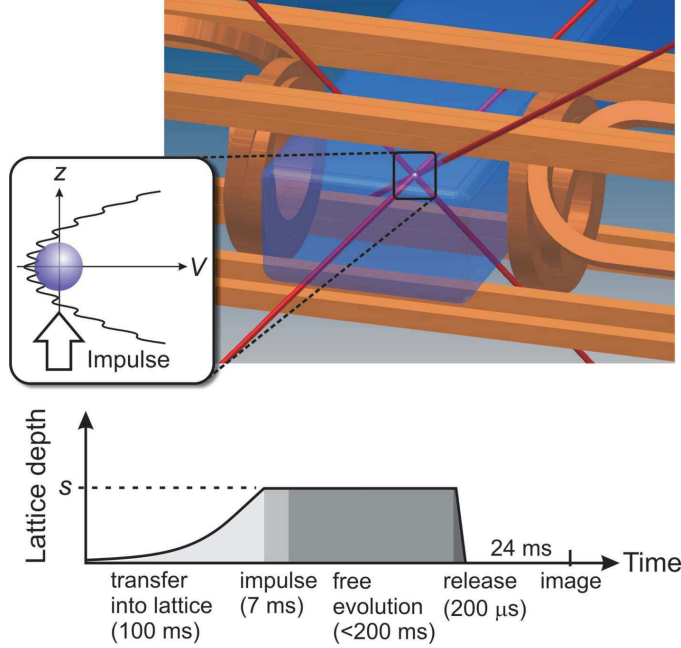 z
V
Impulse
Lattice depth
s
24 ms
Time
transfer
into lattice
(100 ms)
impulse
(7 ms)
free
evolution
(<200 ms)
release
(200 μs)
image